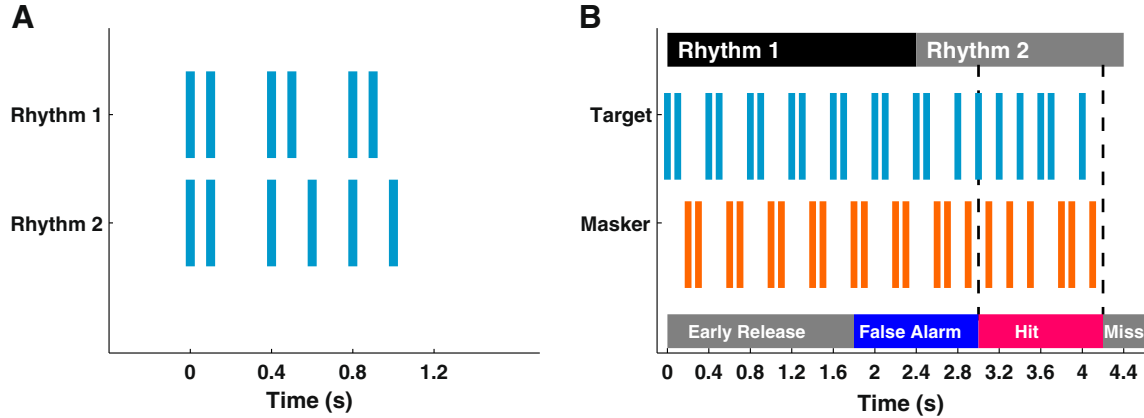 A
Rhythm 1
Rhythm 2
0 0.4 0.8 1.2
Time (s)
B
Rhythm 1 Rhythm 2
Target
Masker
Early Release False Alarm Hit Miss
0 0.4 0.8 1.2 1.6 2 2.4 2.8 3.2 3.6 4 4.4
Time (s)